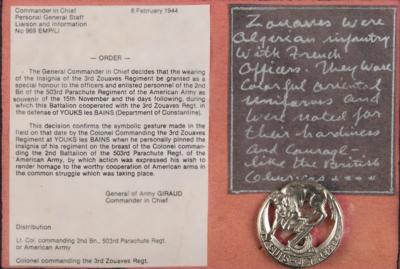 Commander in Chief
Personal General Staff
Liaison and Information
No 969 EMP/LI
6 February 1944
— ORDER —
The General Commander in Chief decides that the wearing
of the Insignia of the 3rd Zouaves Regiment be granted as a
special honour to the officers and enlisted personnel of the 2nd
Bn of the 503rd Parachute Regiment of the American Army as
souvenir of the 15th November and the days following, during
which this Battalion cooperated with the 3rd Zouaves Regt. in
the defense of YOUKS les BAINS (Department of Constantine).
This decision confirms the symbolic gesture made in the
field on that date by the Colonel Commanding the 3rd Zouaves
Regiment at YOUKS les BAINS when he personally pinned the
insignia of his regment on the breast of the Colonel command-
ing the 2nd Battalion of the 503rd Parachute Regt, of the
American Army, by which action was expressed his wish to
render homage to the worthy cooperation of American arms in
the common struggle which was taking place.
General of Army GIRAUD
Commander in Chief
Distribution
Lt. Col commanding 2nd Bn., 503rd Parachute Regt.
or American Army
Colonel commanding 3rd Zouaves Regt.
Zouaves were
Algerian infantry
With French
Officers. They Wore
Colorful oriental
uniforms and
were noted for
their hardiness
and courage -
like the British